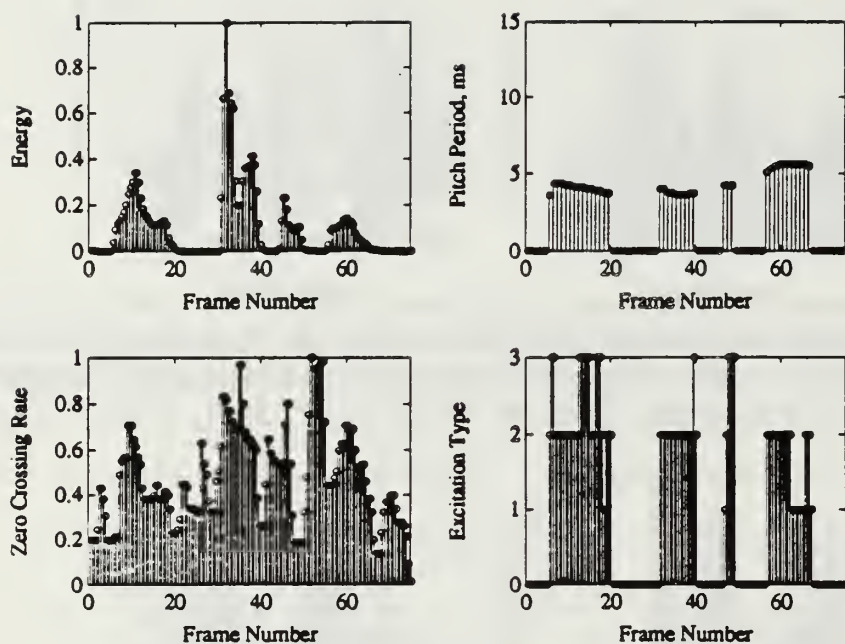 1
0.8
0.6
0.4
0.2
0
Energy
0 20 40 60
Frame Number
15
10
5
0
Pitch Period, ms
0 20 40 60
Frame Number
1
0.8
0.6
0.4
0.2
0
Zero Crossing Rate
0 20 40 60
Frame Number
3
2
1
0
Excitation Type
0 20 40 60
Frame Number